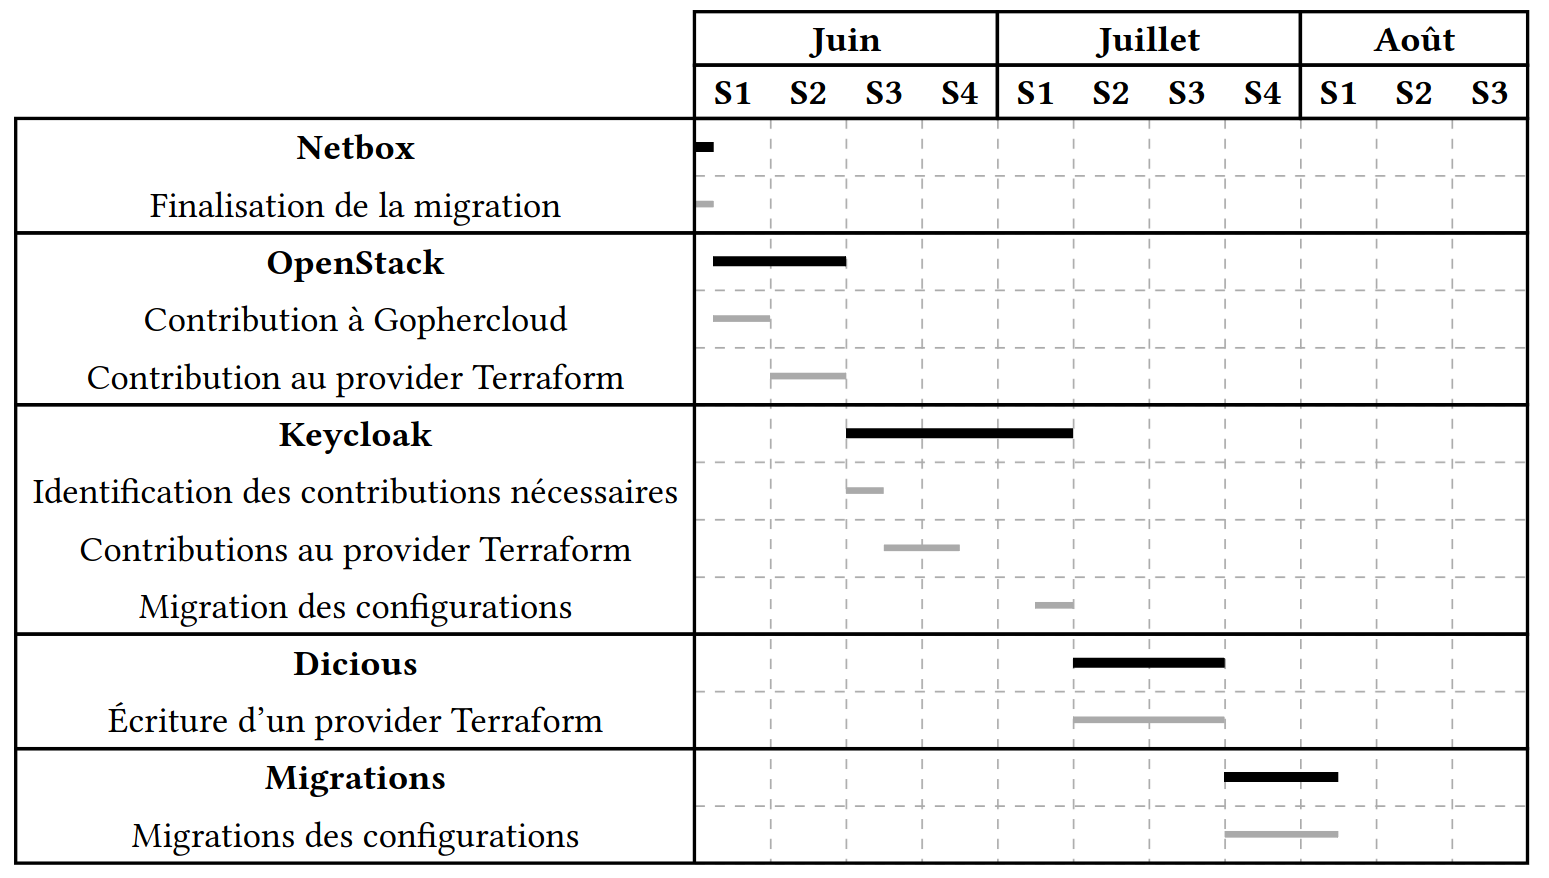 Juin Juillet Août
S1 S2 S3 S4 S1 S2 S3 S4 S1 S2 S3
Netbox
Finalisation de la migration
OpenStack
Contribution à Gophercloud
Contribution au provider Terraform
Keycloak
Identification des contributions nécessaires
Contributions au provider Terraform
Migration des configurations
Dicious
Écriture d’un provider Terraform
Migrations
Migrations des configurations